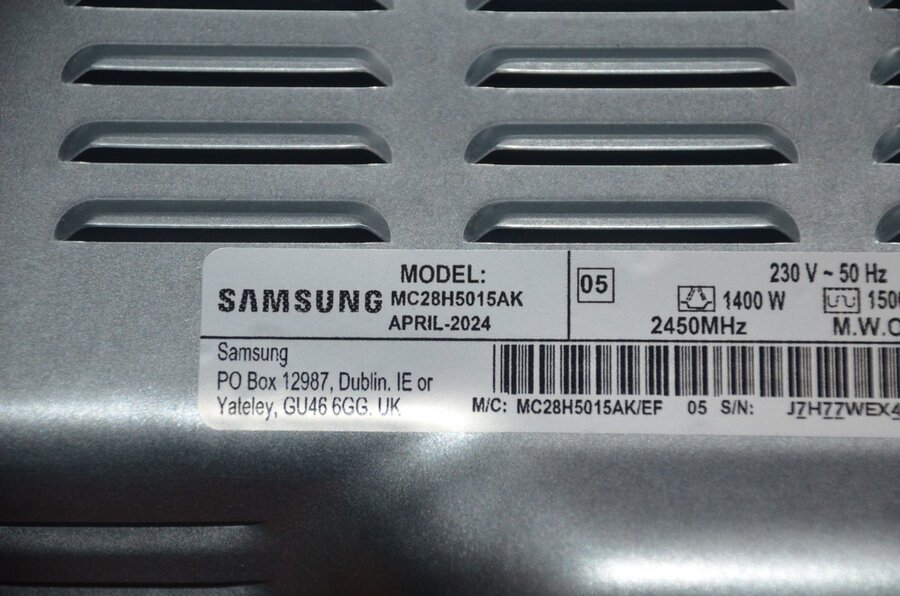 MODEL:
SAMSUNG MC28H5015AK
APRIL-2024
05
230 V ~ 50 Hz
1400 W
2450MHz
M.W.O
Samsung
PO Box 12987, Dublin. IE or
Yateley, GU46 6GG. UK
M/C: MC28H5015AK/EF 05 S/N: J7H77WEX4